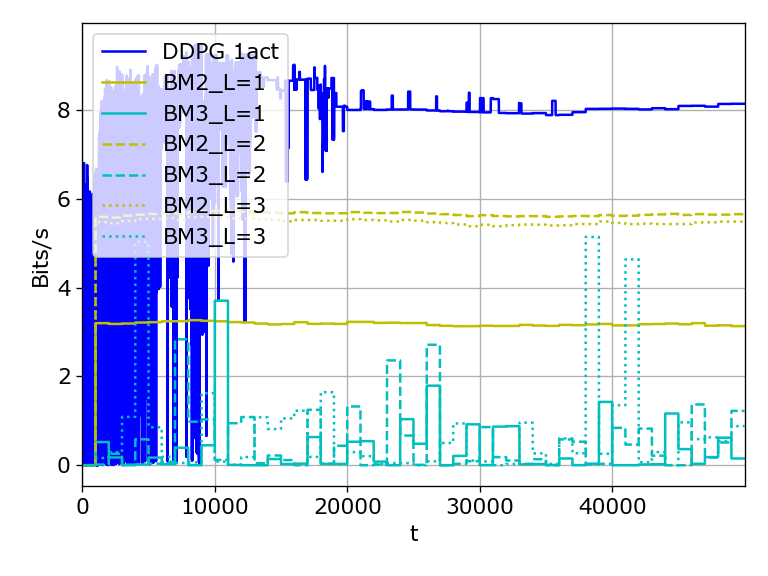 DDPG 1act
BM2_L=1
BM3_L=1
BM2_L=2
BM3_L=2
BM2_L=3
BM3_L=3
8
6
4
2
0
Bits/s
0 10000 20000 30000 40000
t